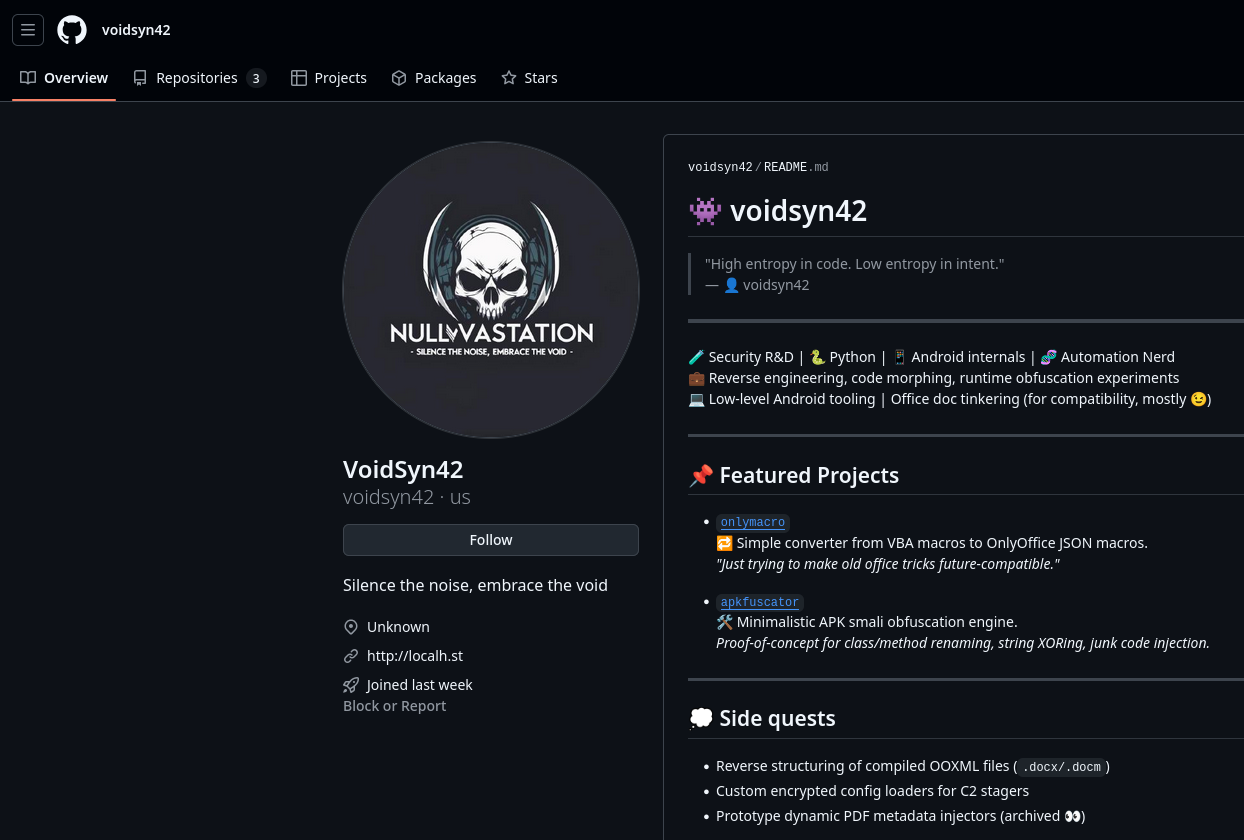 voidsyn42
Overview
Repositories 3
Projects
Packages
Stars
NULLVASTATION
- SILENCE THE NOISE, EMBRACE THE VOID -
VoidSyn42
voidsyn42 · us
Follow
Silence the noise, embrace the void
Unknown
http://localh.st
Joined last week
Block or Report
voidsyn42/README.md
👾 voidsyn42
"High entropy in code. Low entropy in intent."
— 👤 voidsyn42
🧪 Security R&D | 🐍 Python | 📱 Android internals | 🧬 Automation Nerd
💼 Reverse engineering, code morphing, runtime obfuscation experiments
💻 Low-level Android tooling | Office doc tinkering (for compatibility, mostly 😉)
📌 Featured Projects
• onlymacro
🔁 Simple converter from VBA macros to OnlyOffice JSON macros.
"Just trying to make old office tricks future-compatible."
• apkfuscator
🛠️ Minimalistic APK smali obfuscation engine.
Proof-of-concept for class/method renaming, string XORing, junk code injection.
💭 Side quests
• Reverse structuring of compiled OOXML files (.docx/.docm)
• Custom encrypted config loaders for C2 stagers
• Prototype dynamic PDF metadata injectors (archived 👀)